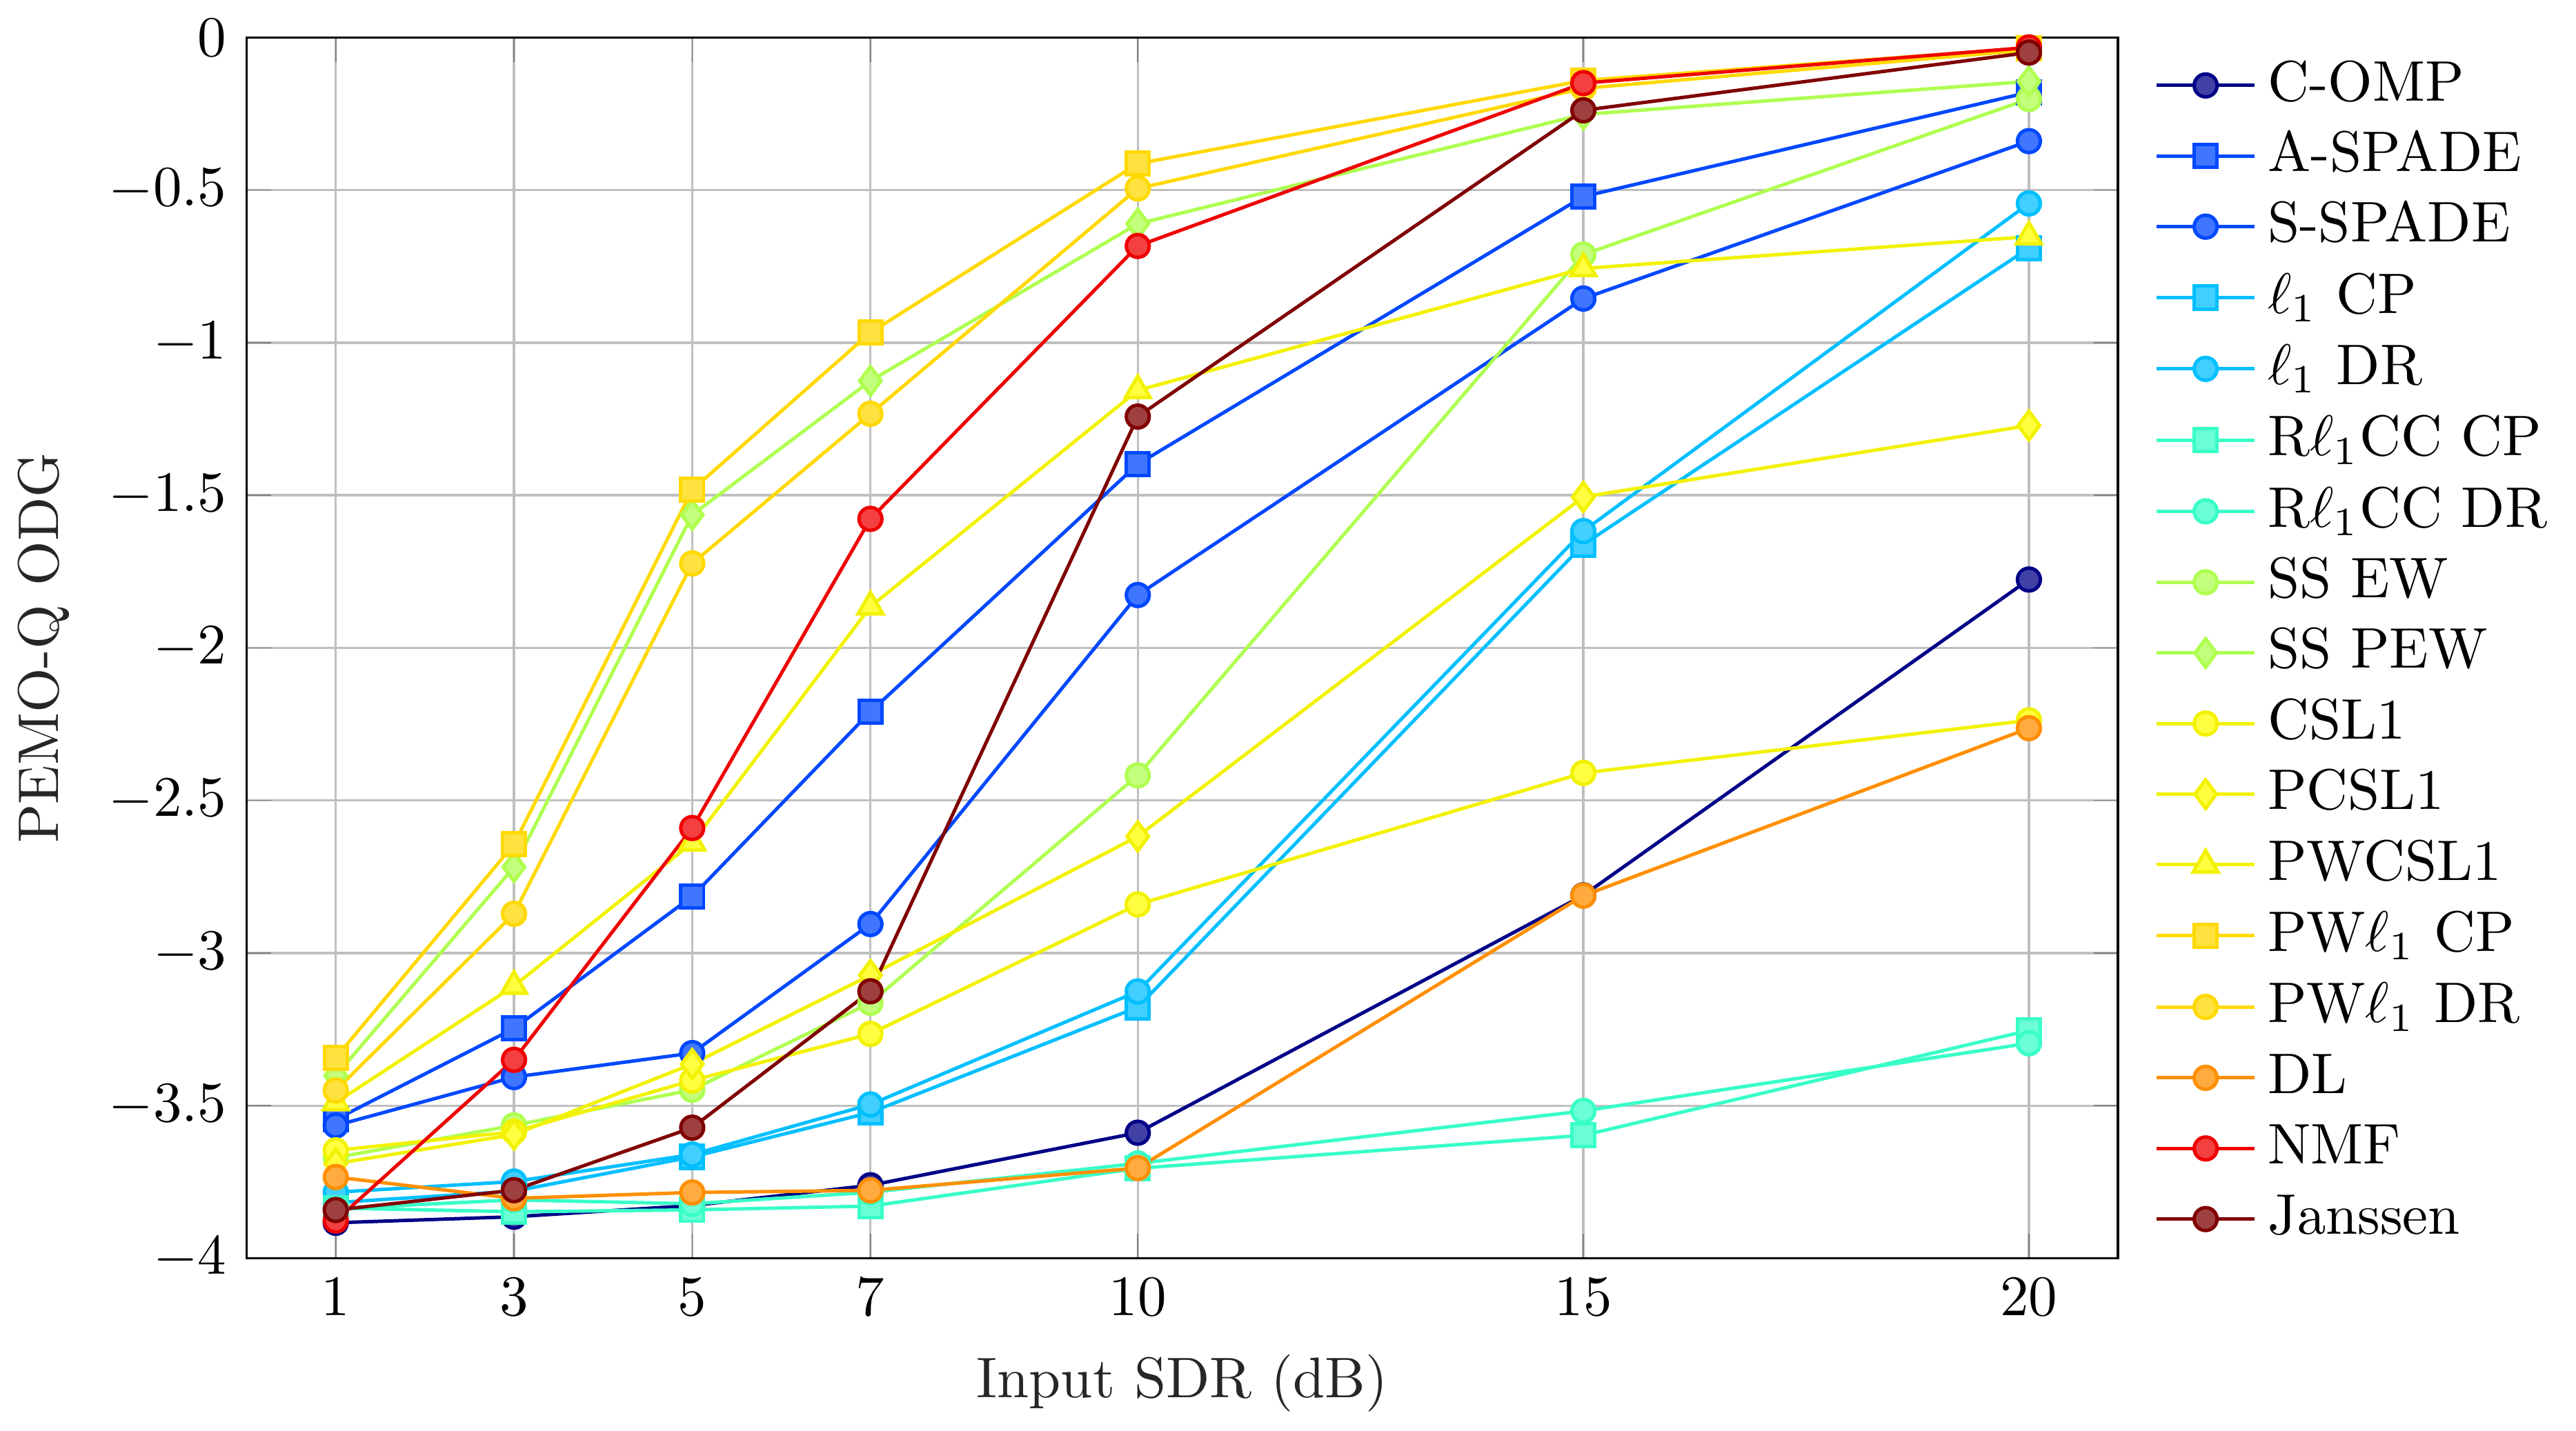 0
−0.5
−1
−1.5
−2
−2.5
−3
−3.5
−4
PEMO-Q ODG
1 3 5 7 10 15 20
Input SDR (dB)
C-OMP
A-SPADE
S-SPADE
ℓ₁ CP
ℓ₁ DR
Rℓ₁CC CP
Rℓ₁CC DR
SS EW
SS PEW
CSL1
PCSL1
PWCSL1
PWℓ₁ CP
PWℓ₁ DR
DL
NMF
Janssen